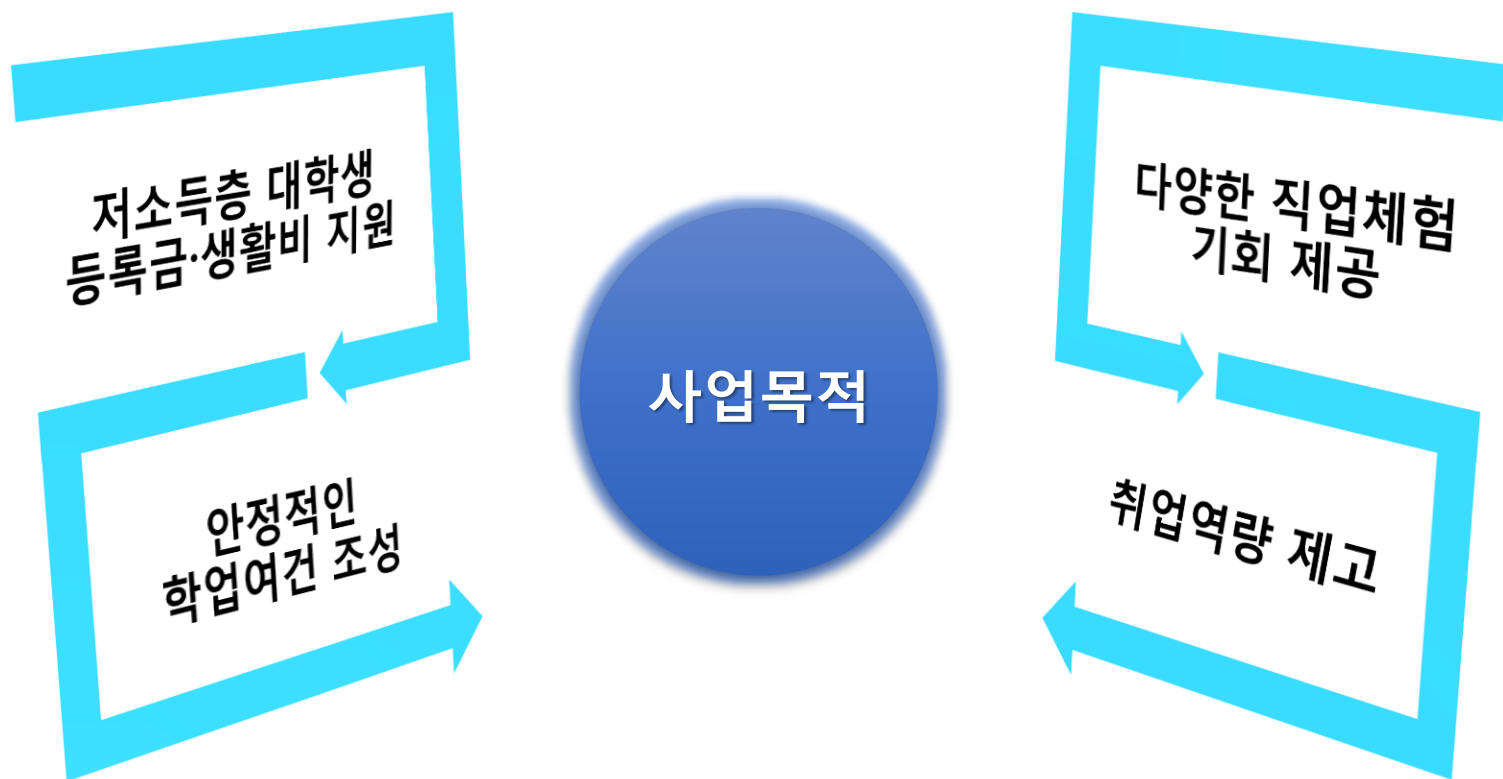 저소득층 대학생
등록금·생활비 지원
안정적인
학업여건 조성
사업목적
다양한 직업체험
기회 제공
취업역량 제고